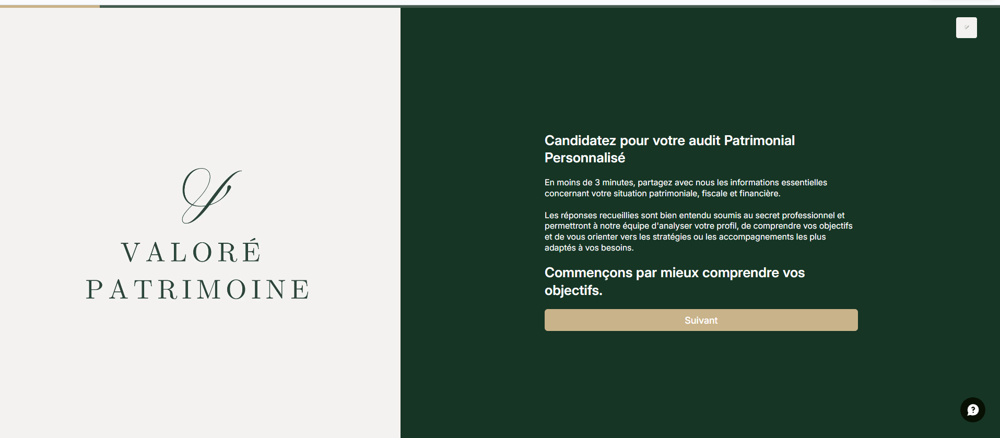 VALORÉ
PATRIMOINE
Candidatez pour votre audit Patrimonial
Personnalisé
En moins de 3 minutes, partagez avec nous les informations essentielles
concernant votre situation patrimoniale, fiscale et financière.
Les réponses recueillies sont bien entendu soumis au secret professionnel et
permettront à notre équipe d'analyser votre profil, de comprendre vos objectifs
et de vous orienter vers les stratégies ou les accompagnements les plus
adaptés à vos besoins.
Commençons par mieux comprendre vos
objectifs.
Suivant